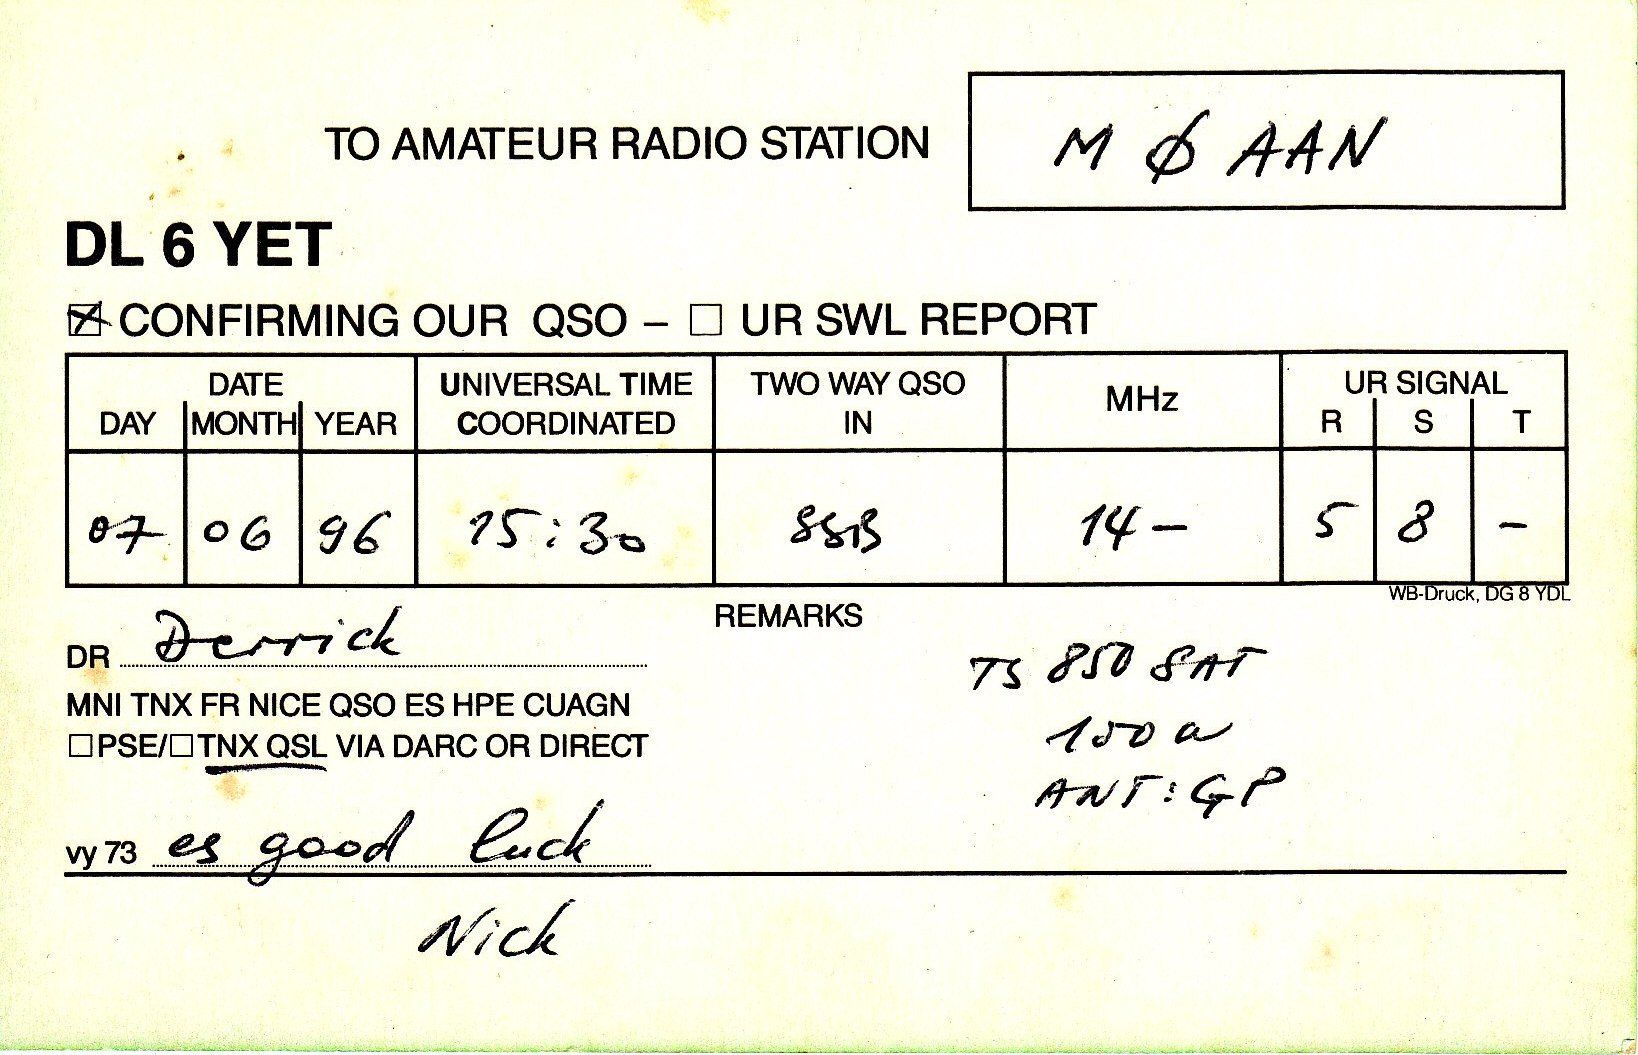 TO AMATEUR RADIO STATION M Ø AAN
DL 6 YET
☒ CONFIRMING OUR QSO – ☐ UR SWL REPORT
DATE UNIVERSAL TIME TWO WAY QSO MHz UR SIGNAL
DAY MONTH YEAR COORDINATED IN R S T
07 06 96 15:30 SSB 14 – 5 8 –
WB-Druck, DG 8 YDL
DR Derrick REMARKS
TS 850 SAT
MNI TNX FR NICE QSO ES HPE CUAGN
☐PSE/☐TNX QSL VIA DARC OR DIRECT
100 W
ANT: GP
vy 73 es good luck
Nick